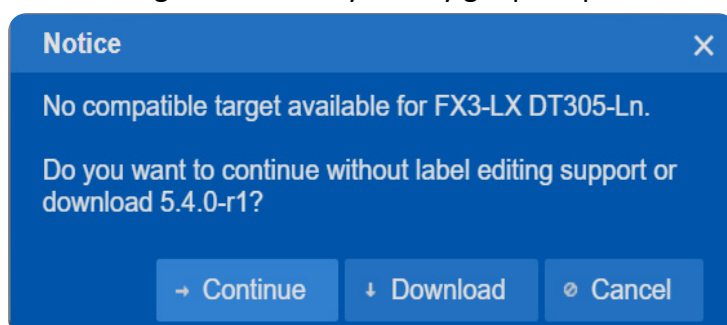 Notice
No compatible target available for FX3-LX DT305-Ln.
Do you want to continue without label editing support or
download 5.4.0-r1?
Continue Download Cancel